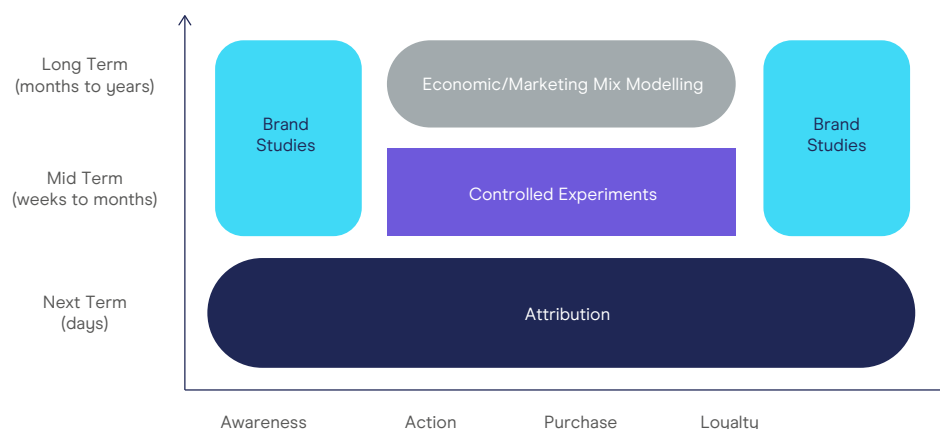 Long Term
(months to years)
Economic/Marketing Mix Modelling
Brand
Studies
Brand
Studies
Mid Term
(weeks to months)
Controlled Experiments
Next Term
(days)
Attribution
Awareness
Action
Purchase
Loyalty